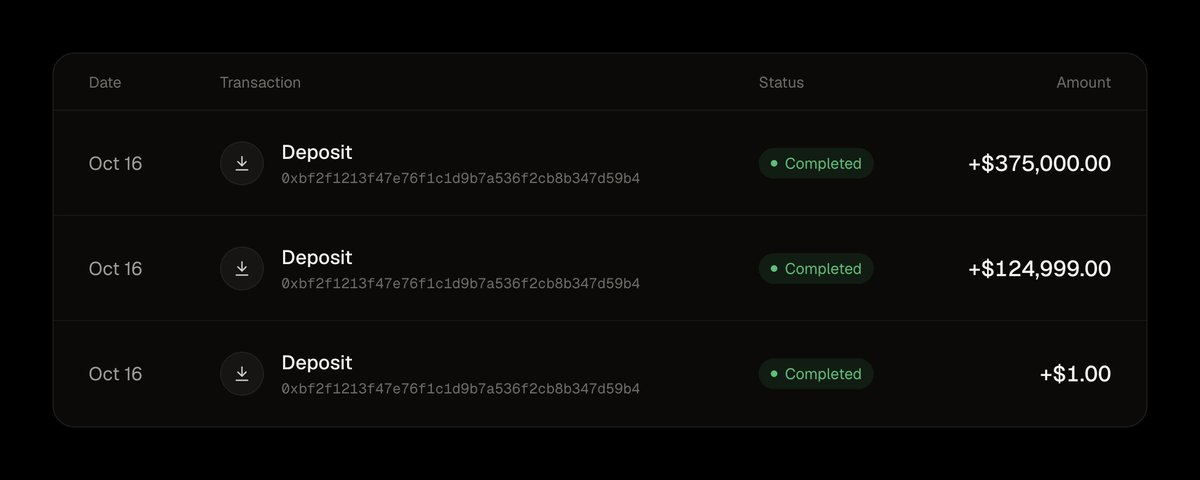 Date Transaction Status Amount
Oct 16 Deposit Completed +$375,000.00
0xbf2f1213f47e76f1c1d9b7a536f2cb8b347d59b4
Oct 16 Deposit Completed +$124,999.00
0xbf2f1213f47e76f1c1d9b7a536f2cb8b347d59b4
Oct 16 Deposit Completed +$1.00
0xbf2f1213f47e76f1c1d9b7a536f2cb8b347d59b4